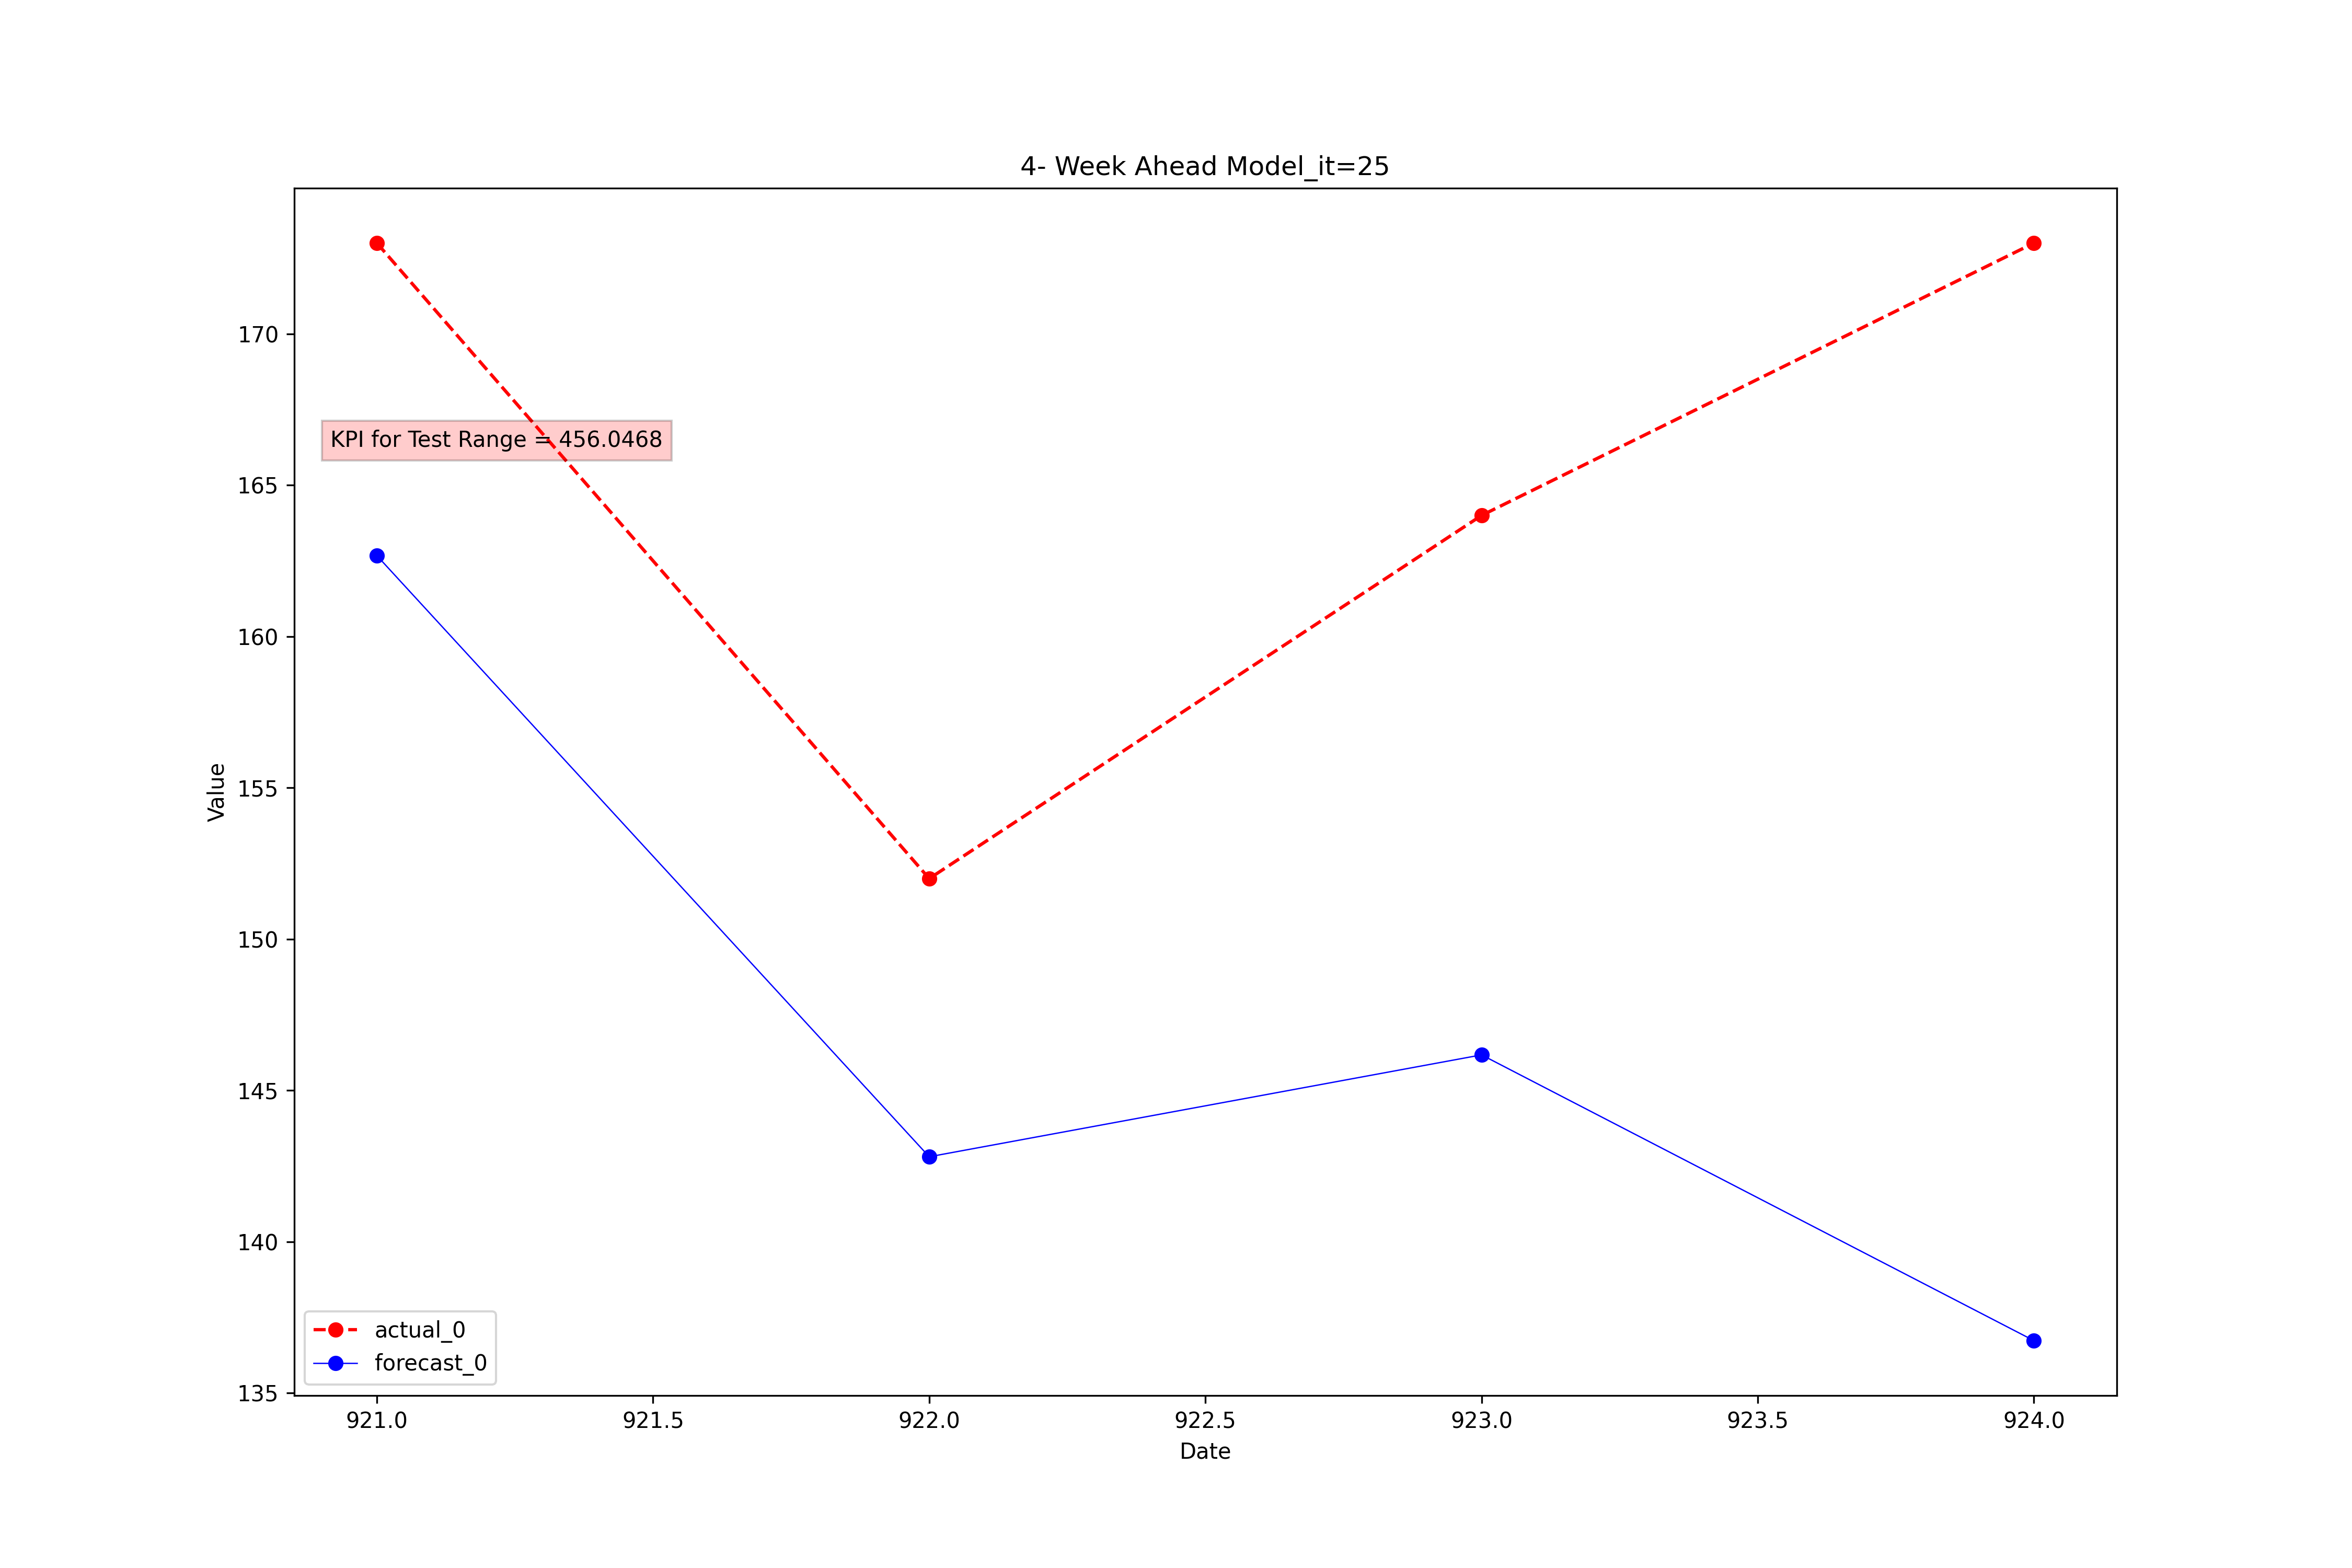 4- Week Ahead Model_it=25
170
KPI for Test Range = 456.0468
165
160
Value
155
150
145
140
actual_0
forecast_0
135
921.0 921.5 922.0 922.5 923.0 923.5 924.0
Date